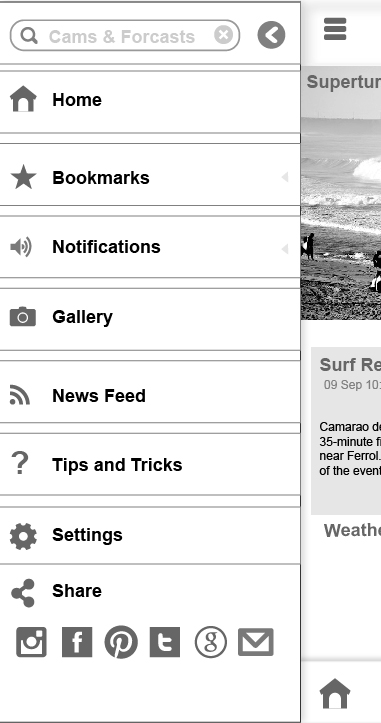 Cams & Forcasts
Home
Bookmarks
Notifications
Gallery
News Feed
Tips and Tricks
Settings
Share
Supertur
Surf Re
09 Sep 10:
Camarao de
35-minute fi
near Ferrol.
of the event
Weathe